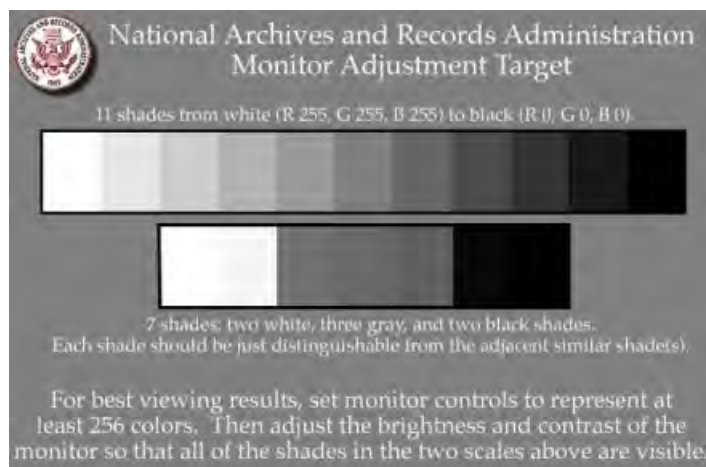 National Archives and Records Administration
Monitor Adjustment Target
11 shades from white (R 255, G 255, B 255) to black (R 0, G 0, B 0).
7 shades: two white, three gray, and two black shades.
Each shade should be just distinguishable from the adjacent similar shade(s).
For best viewing results, set monitor controls to represent at
least 256 colors. Then adjust the brightness and contrast of the
monitor so that all of the shades in the two scales above are visible.